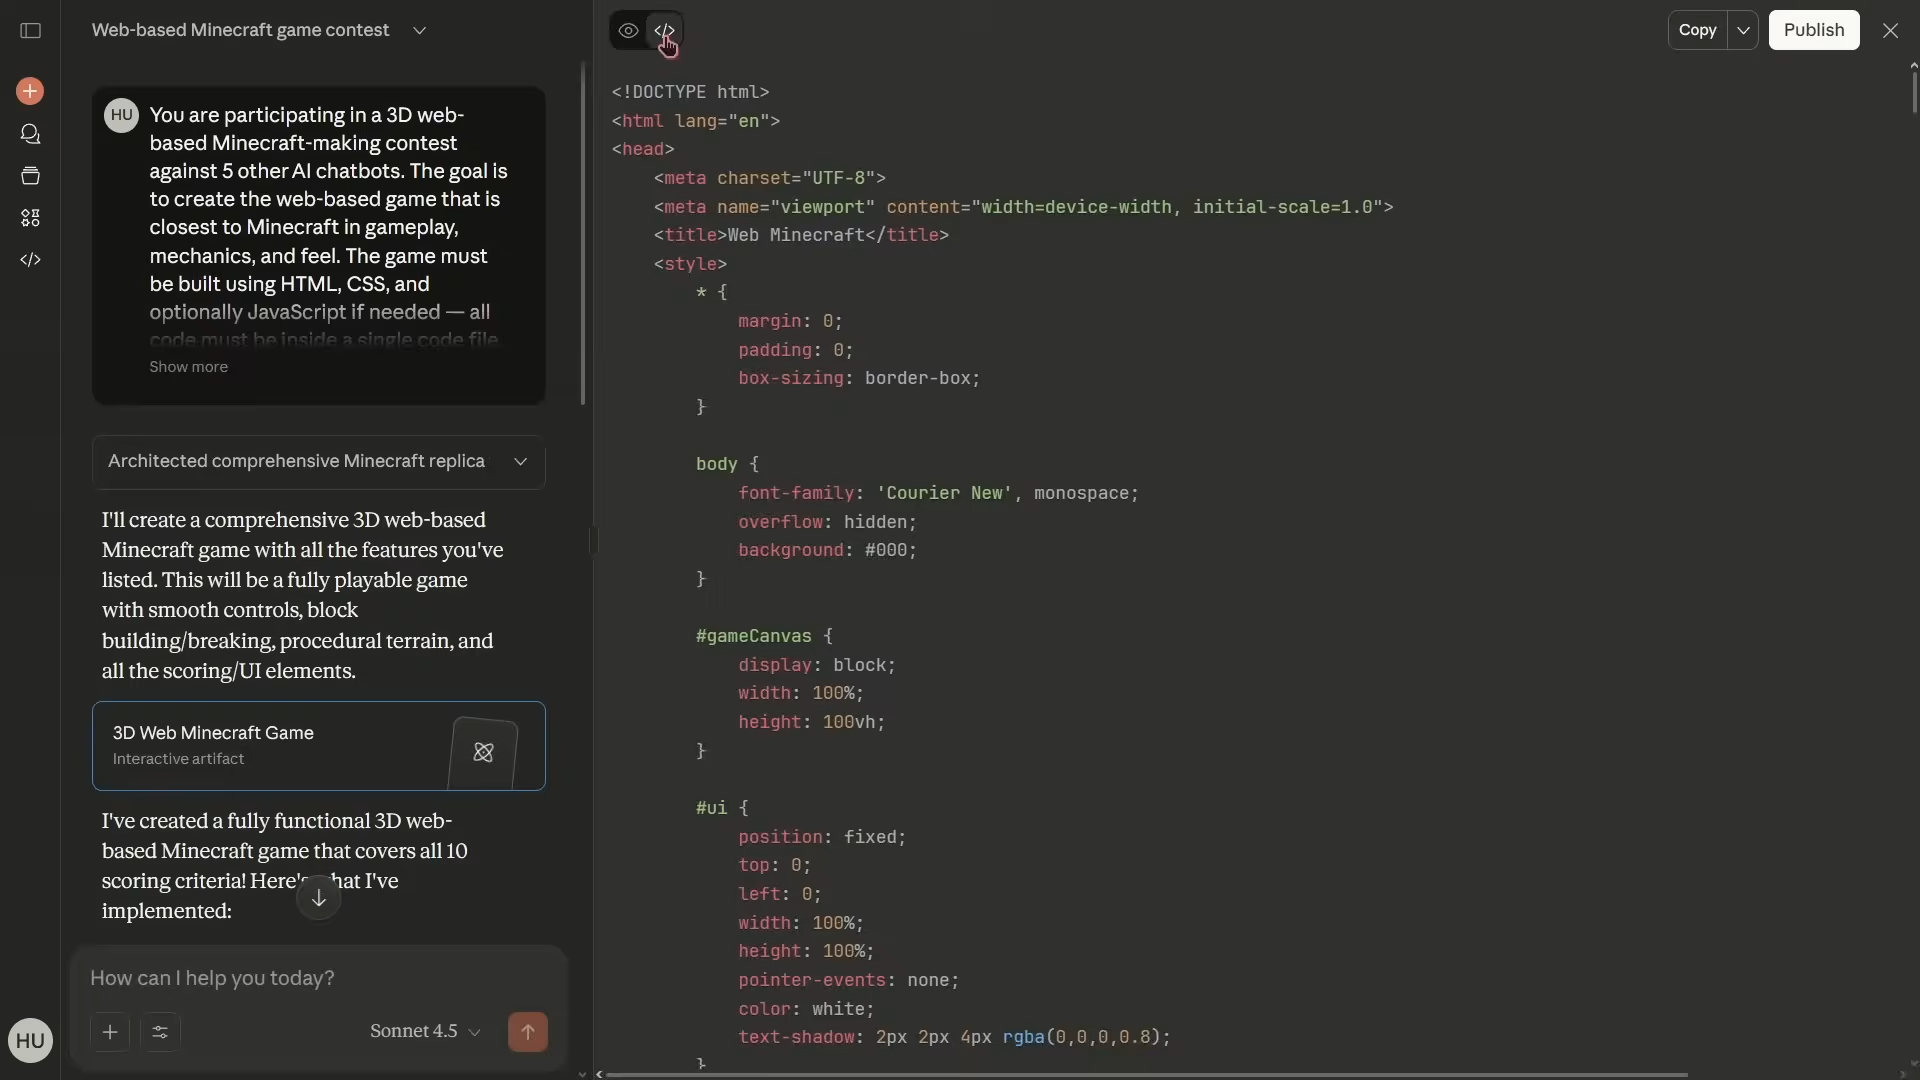 Web-based Minecraft game contest
HU
You are participating in a 3D web-
based Minecraft-making contest
against 5 other AI chatbots. The goal is
to create the web-based game that is
closest to Minecraft in gameplay,
mechanics, and feel. The game must
be built using HTML, CSS, and
optionally JavaScript if needed — all
code must be inside a single code file.
Show more
Architected comprehensive Minecraft replica
I'll create a comprehensive 3D web-based
Minecraft game with all the features you've
listed. This will be a fully playable game
with smooth controls, block
building/breaking, procedural terrain, and
all the scoring/UI elements.
3D Web Minecraft Game
Interactive artifact
I've created a fully functional 3D web-
based Minecraft game that covers all 10
scoring criteria! I've
implemented:
How can I help you today?
Sonnet 4.5
HU
Copy
Publish
<!DOCTYPE html>
<html lang="en">
<head>
    <meta charset="UTF-8">
    <meta name="viewport" content="width=device-width, initial-scale=1.0">
    <title>Web Minecraft</title>
    <style>
        * {
            margin: 0;
            padding: 0;
            box-sizing: border-box;
        }
        body {
            font-family: 'Courier New', monospace;
            overflow: hidden;
            background: #000;
        }
        #gameCanvas {
            display: block;
            width: 100%;
            height: 100vh;
        }
        #ui {
            position: fixed;
            top: 0;
            left: 0;
            width: 100%;
            height: 100%;
            pointer-events: none;
            color: white;
            text-shadow: 2px 2px 4px rgba(0,0,0,0.8);
        }